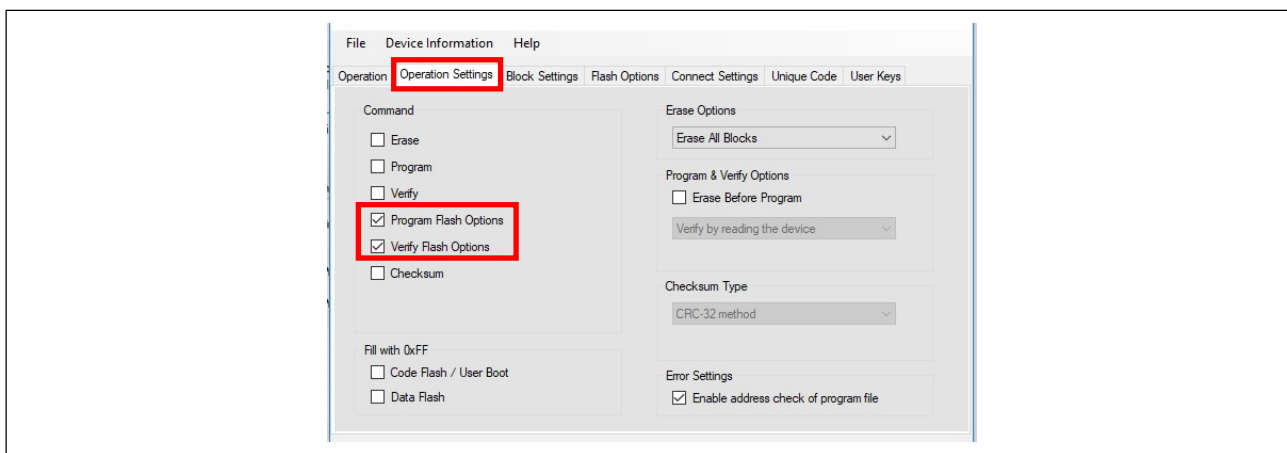 File Device Information Help
Operation Operation Settings Block Settings Flash Options Connect Settings Unique Code User Keys
Command
Erase
Program
Verify
Program Flash Options
Verify Flash Options
Checksum
Fill with 0xFF
Code Flash / User Boot
Data Flash
Erase Options
Erase All Blocks
Program & Verify Options
Erase Before Program
Verify by reading the device
Checksum Type
CRC-32 method
Error Settings
Enable address check of program file